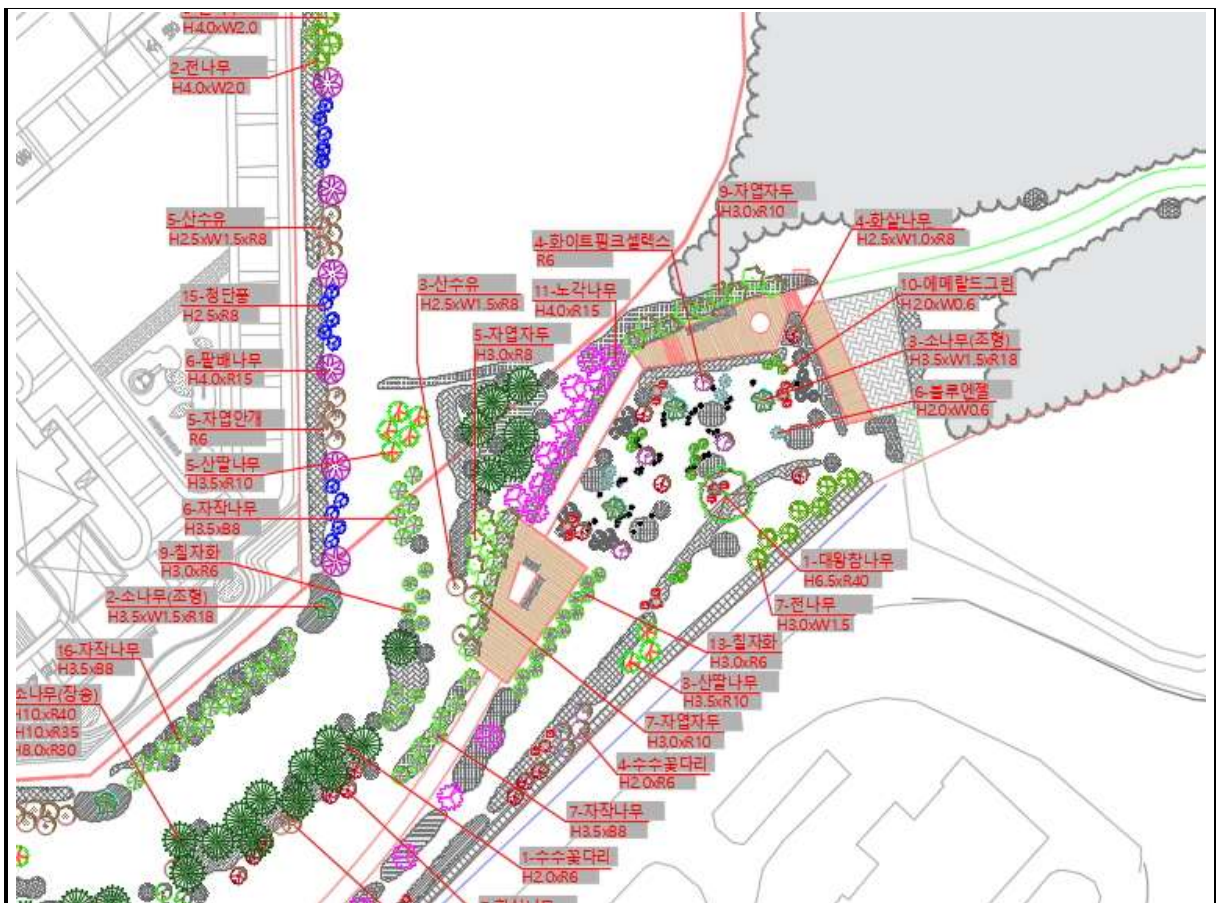 H4.0xW2.0
2-전나무
H4.0xW2.0
5-산수유
H2.5xW1.5xR8
15-청단풍
H2.5xR8
6-팥배나무
H4.0xR15
5-자엽안개
R6
5-산딸나무
H3.5xR10
6-자작나무
H3.5xB8
9-칠자화
H3.0xR6
2-소나무(조형)
H3.5xW1.5xR18
16-자작나무
H3.5xB8
소나무(장송)
H10.xR40
H10.xR35
H8.0xR30
3-산수유
H2.5xW1.5xR8
5-자엽자두
H3.0xR8
4-화이트핑크셀렉스
R6
11-노각나무
H4.0xR15
9-자엽자두
H3.0xR10
4-화살나무
H2.5xW1.0xR8
10-에메랄드그린
H2.0xW0.6
3-소나무(조형)
H3.5xW1.5xR18
6-블루엔젤
H2.0xW0.6
1-대왕참나무
H6.5xR40
7-전나무
H3.0xW1.5
13-칠자화
H3.0xR6
3-산딸나무
H3.5xR10
7-자엽자두
H3.0xR10
4-수수꽃다리
H2.0xR6
7-자작나무
H3.5xB8
1-수수꽃다리
H2.0xR6